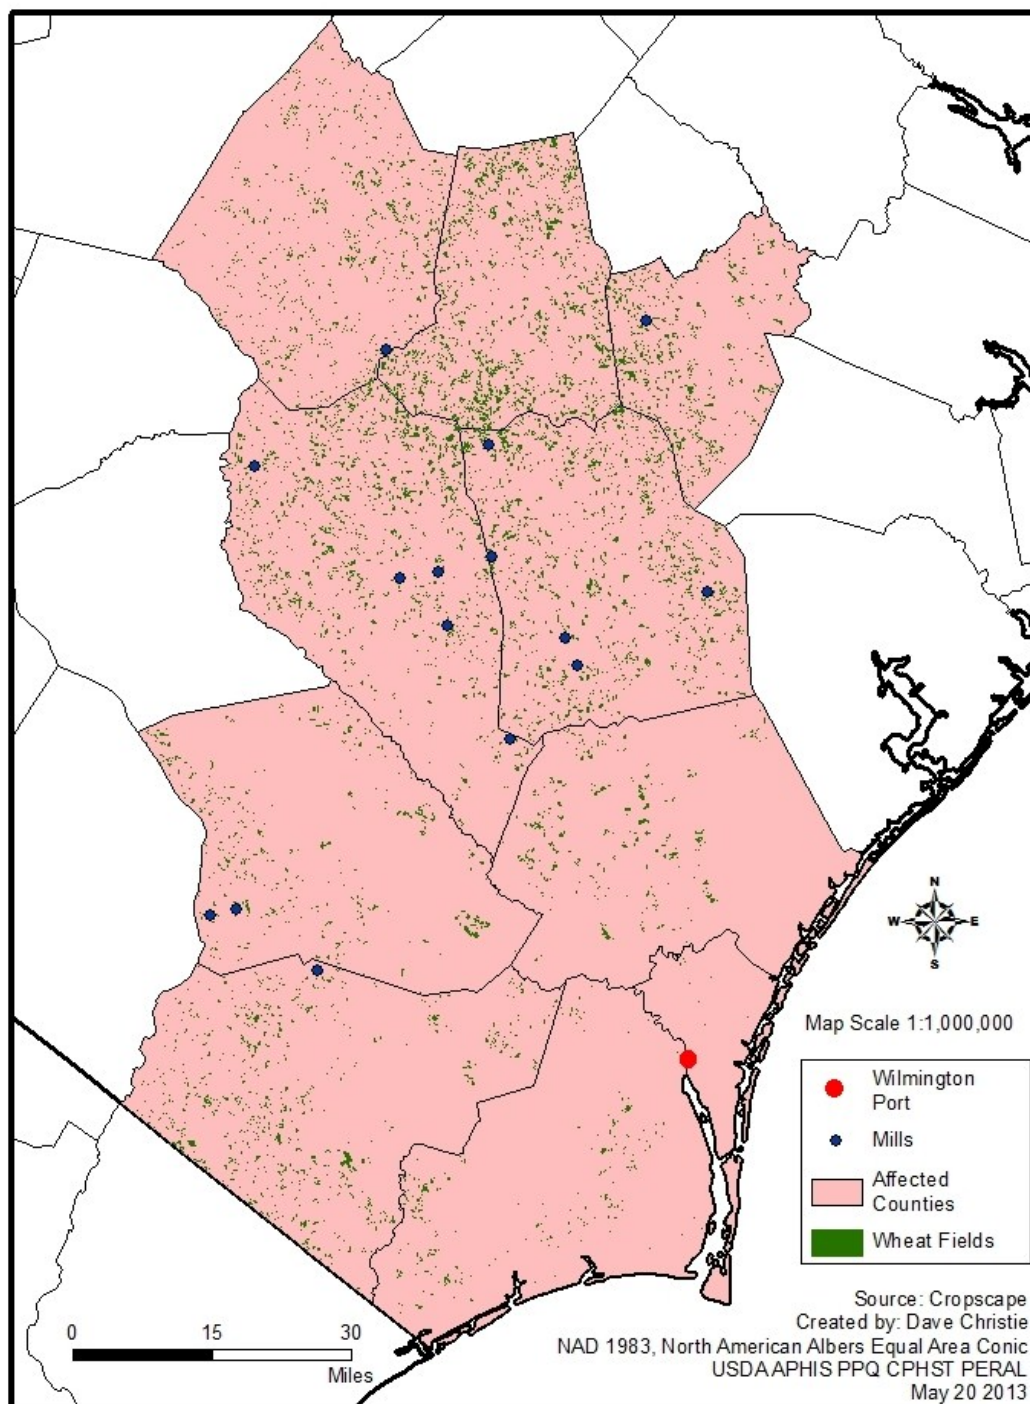 N
W E
S
Map Scale 1:1,000,000
Wilmington
Port
Mills
Affected
Counties
Wheat Fields
0 15 30
Miles
Source: Cropscape
Created by: Dave Christie
NAD 1983, North American Albers Equal Area Conic
USDA APHIS PPQ CPHST PERAL
May 20 2013